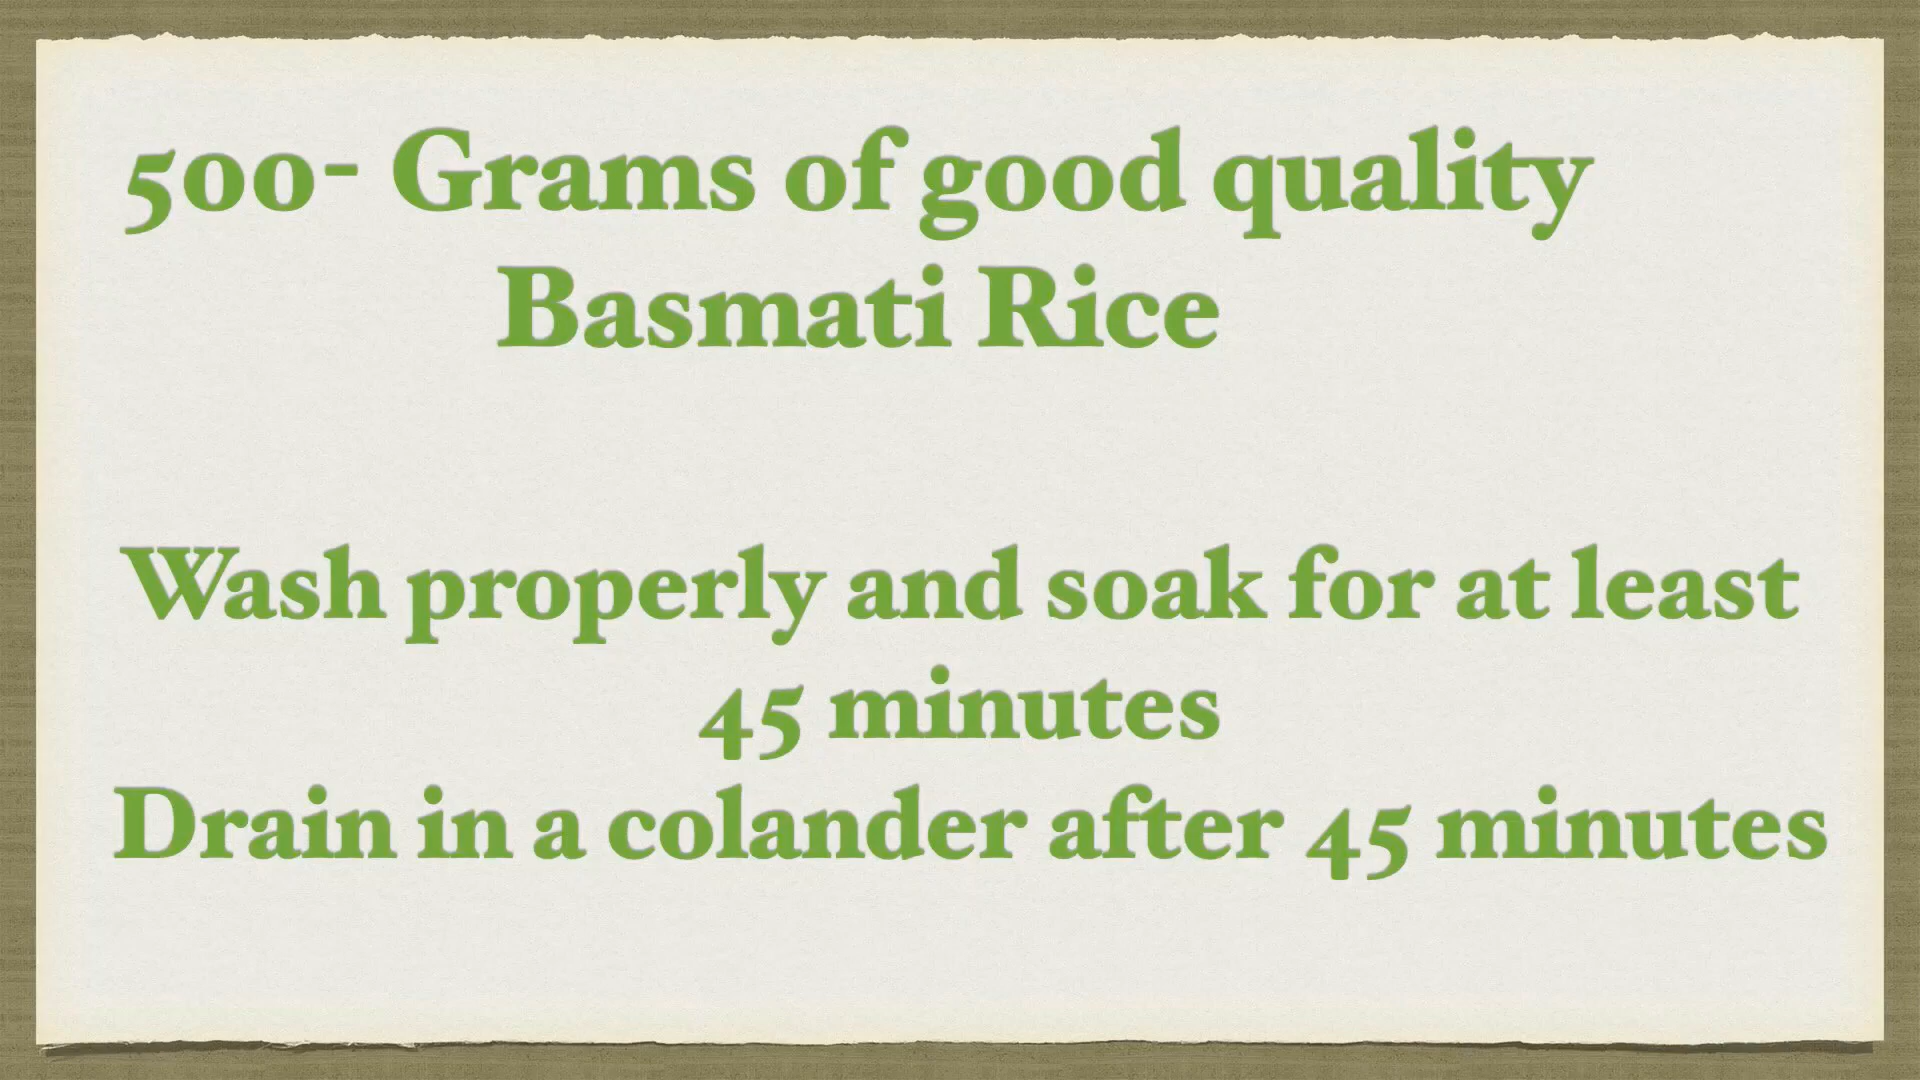 500- Grams of good quality
Basmati Rice
Wash properly and soak for at least
45 minutes
Drain in a colander after 45 minutes